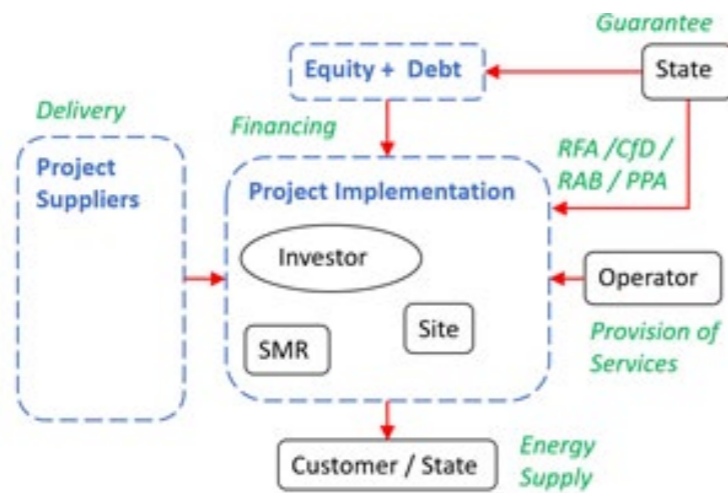 Guarantee
Equity + Debt
State
Delivery
Financing
RFA /CfD /
RAB / PPA
Project
Suppliers
Project Implementation
Investor
Operator
Site
SMR
Provision of
Services
Customer / State
Energy
Supply